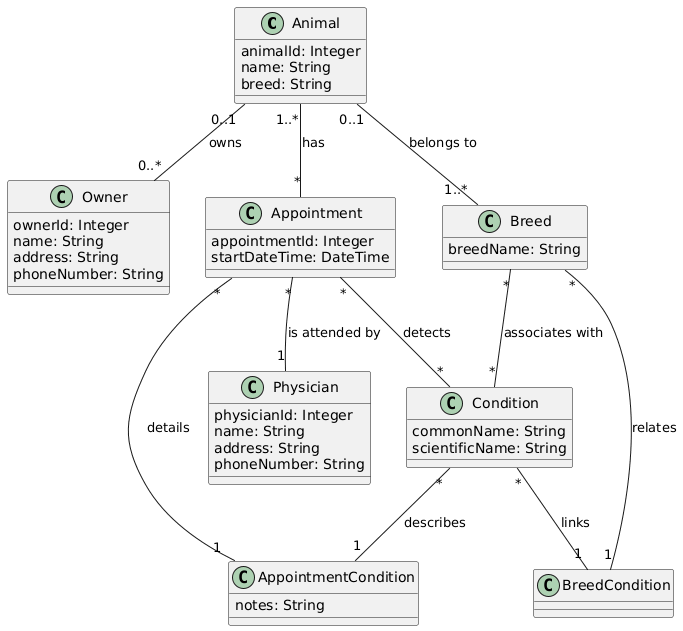 C Animal
animalId: Integer
name: String
breed: String
0..1
1..*
0..1
owns
has
belongs to
0..*
*
1..*
C Owner
ownerId: Integer
name: String
address: String
phoneNumber: String
C Appointment
appointmentId: Integer
startDateTime: DateTime
C Breed
breedName: String
*
*
*
*
*
is attended by
detects
associates with
1
*
*
C Physician
physicianId: Integer
name: String
address: String
phoneNumber: String
C Condition
commonName: String
scientificName: String
details
relates
*
*
describes
links
1
1
1
1
C AppointmentCondition
notes: String
C BreedCondition